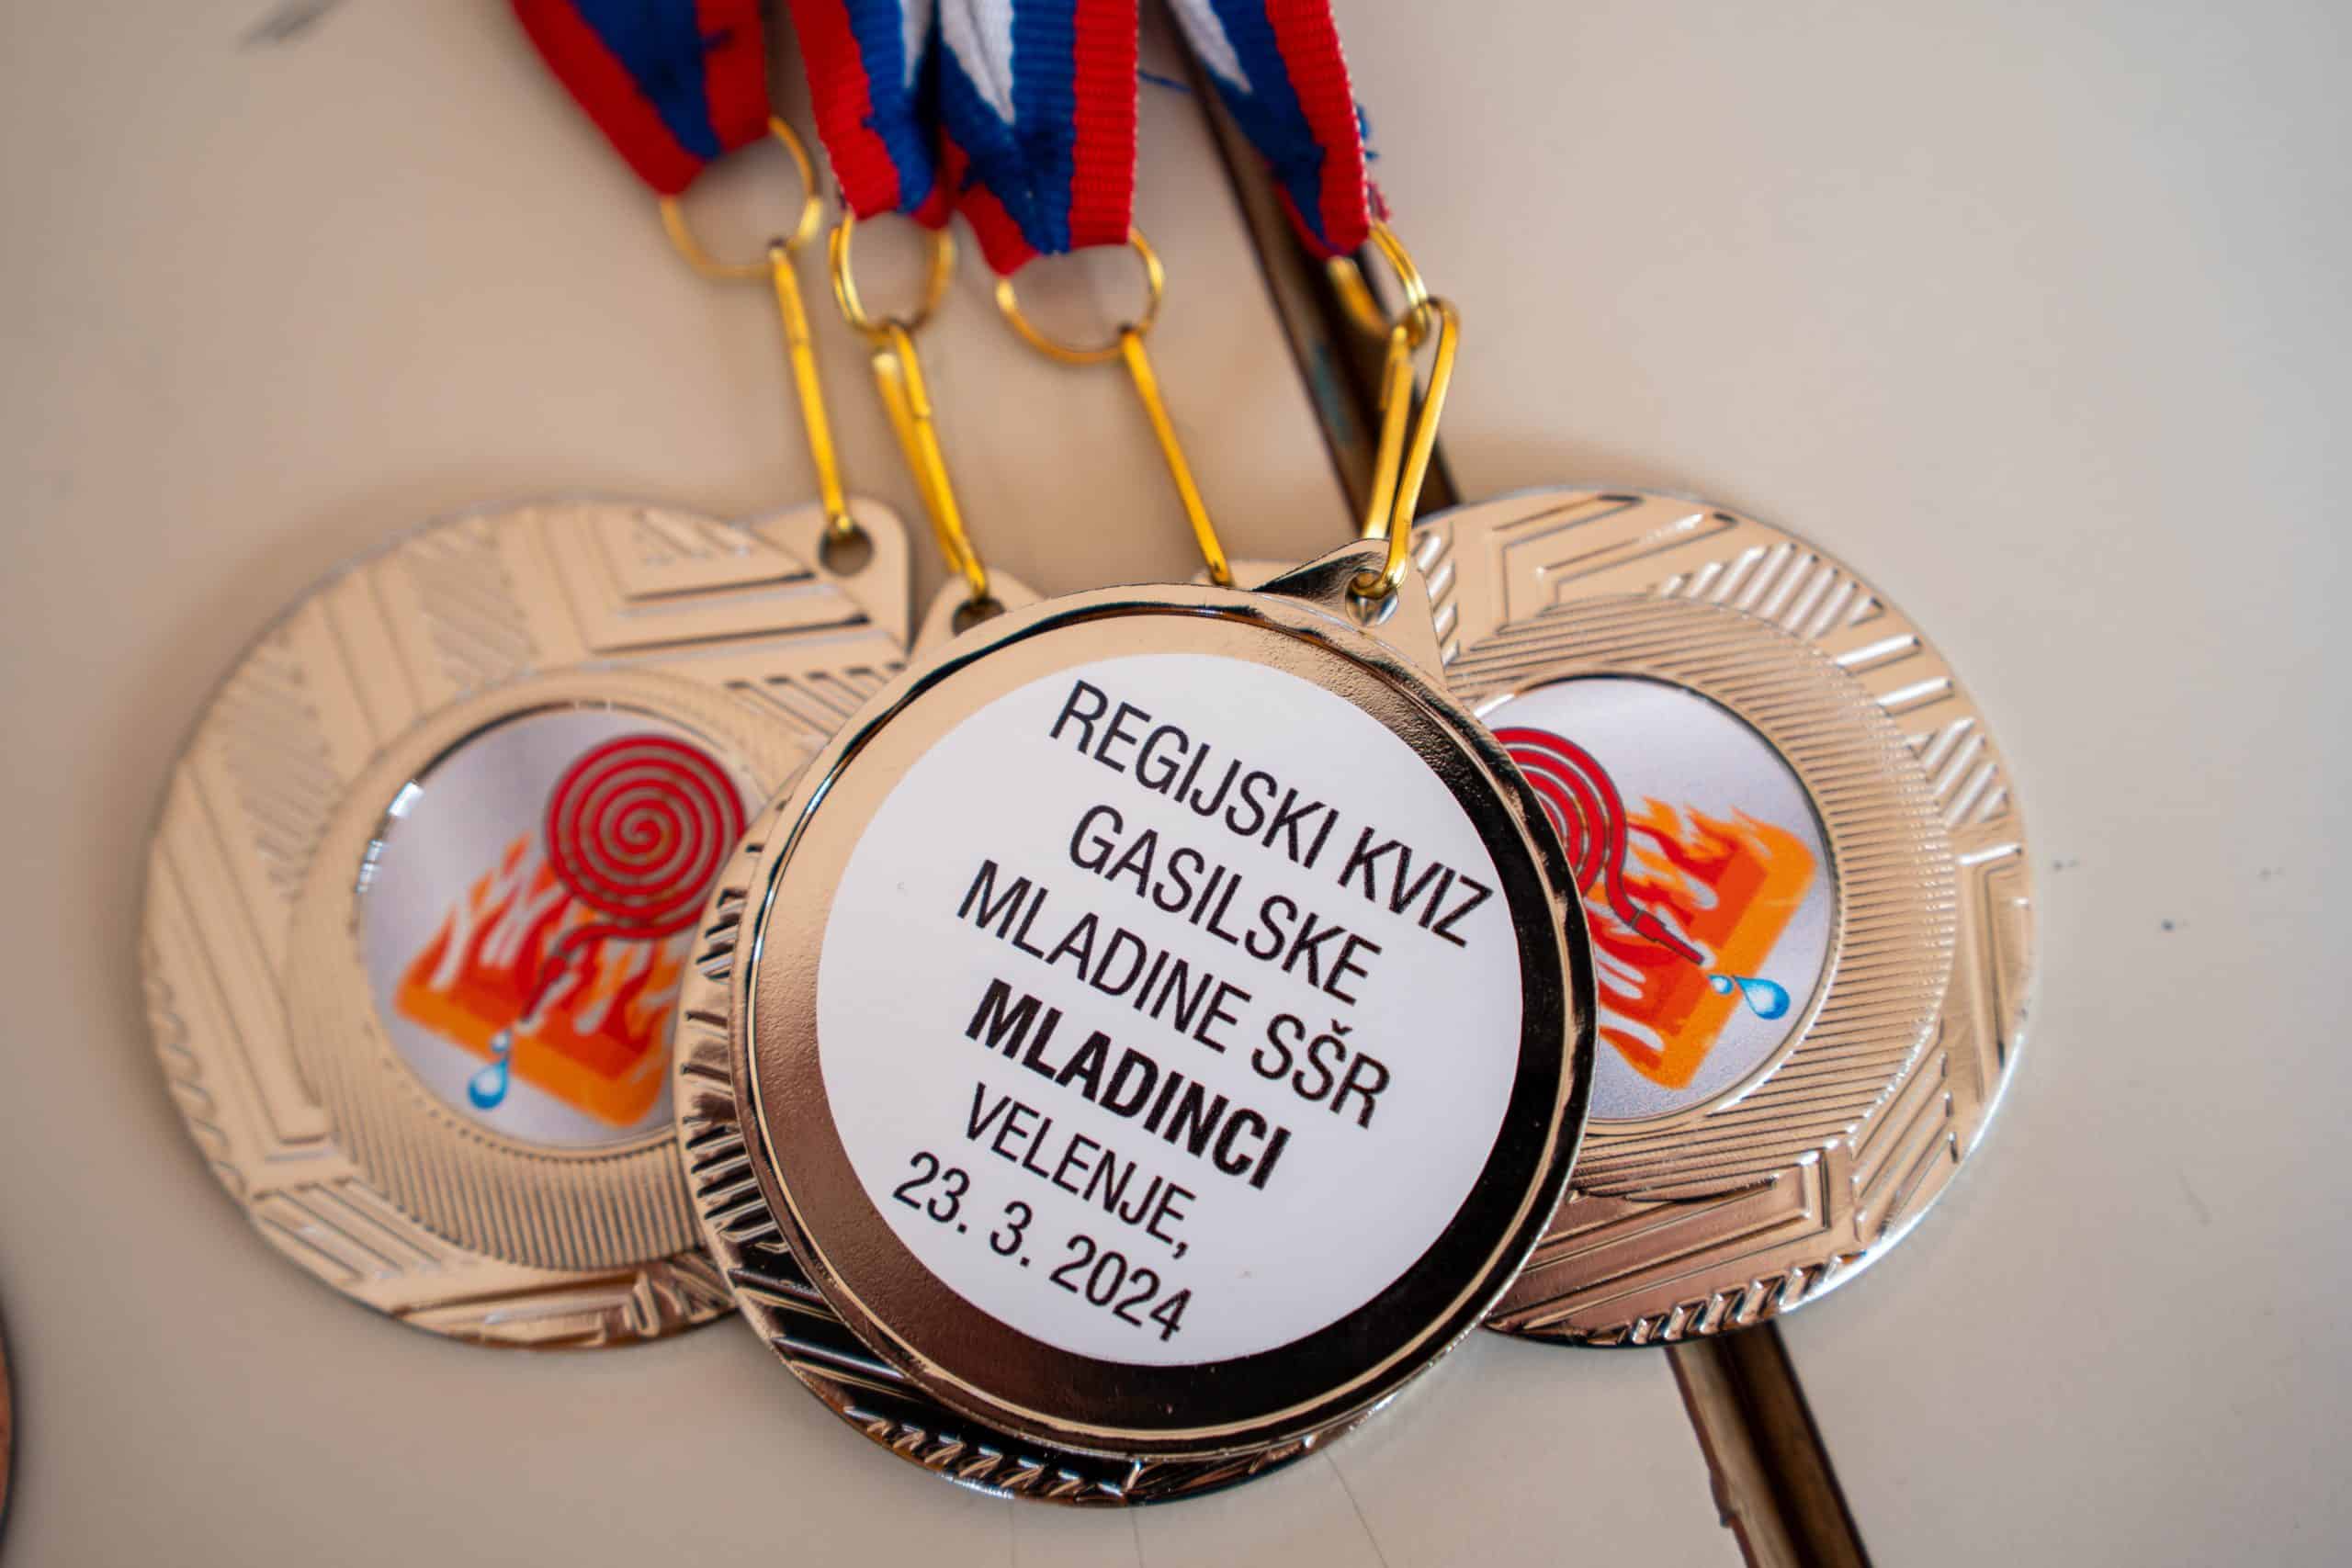 REGIJSKI KVIZ
GASILSKE
MLADINE SŠR
MLADINCI
VELENJE,
23. 3. 2024